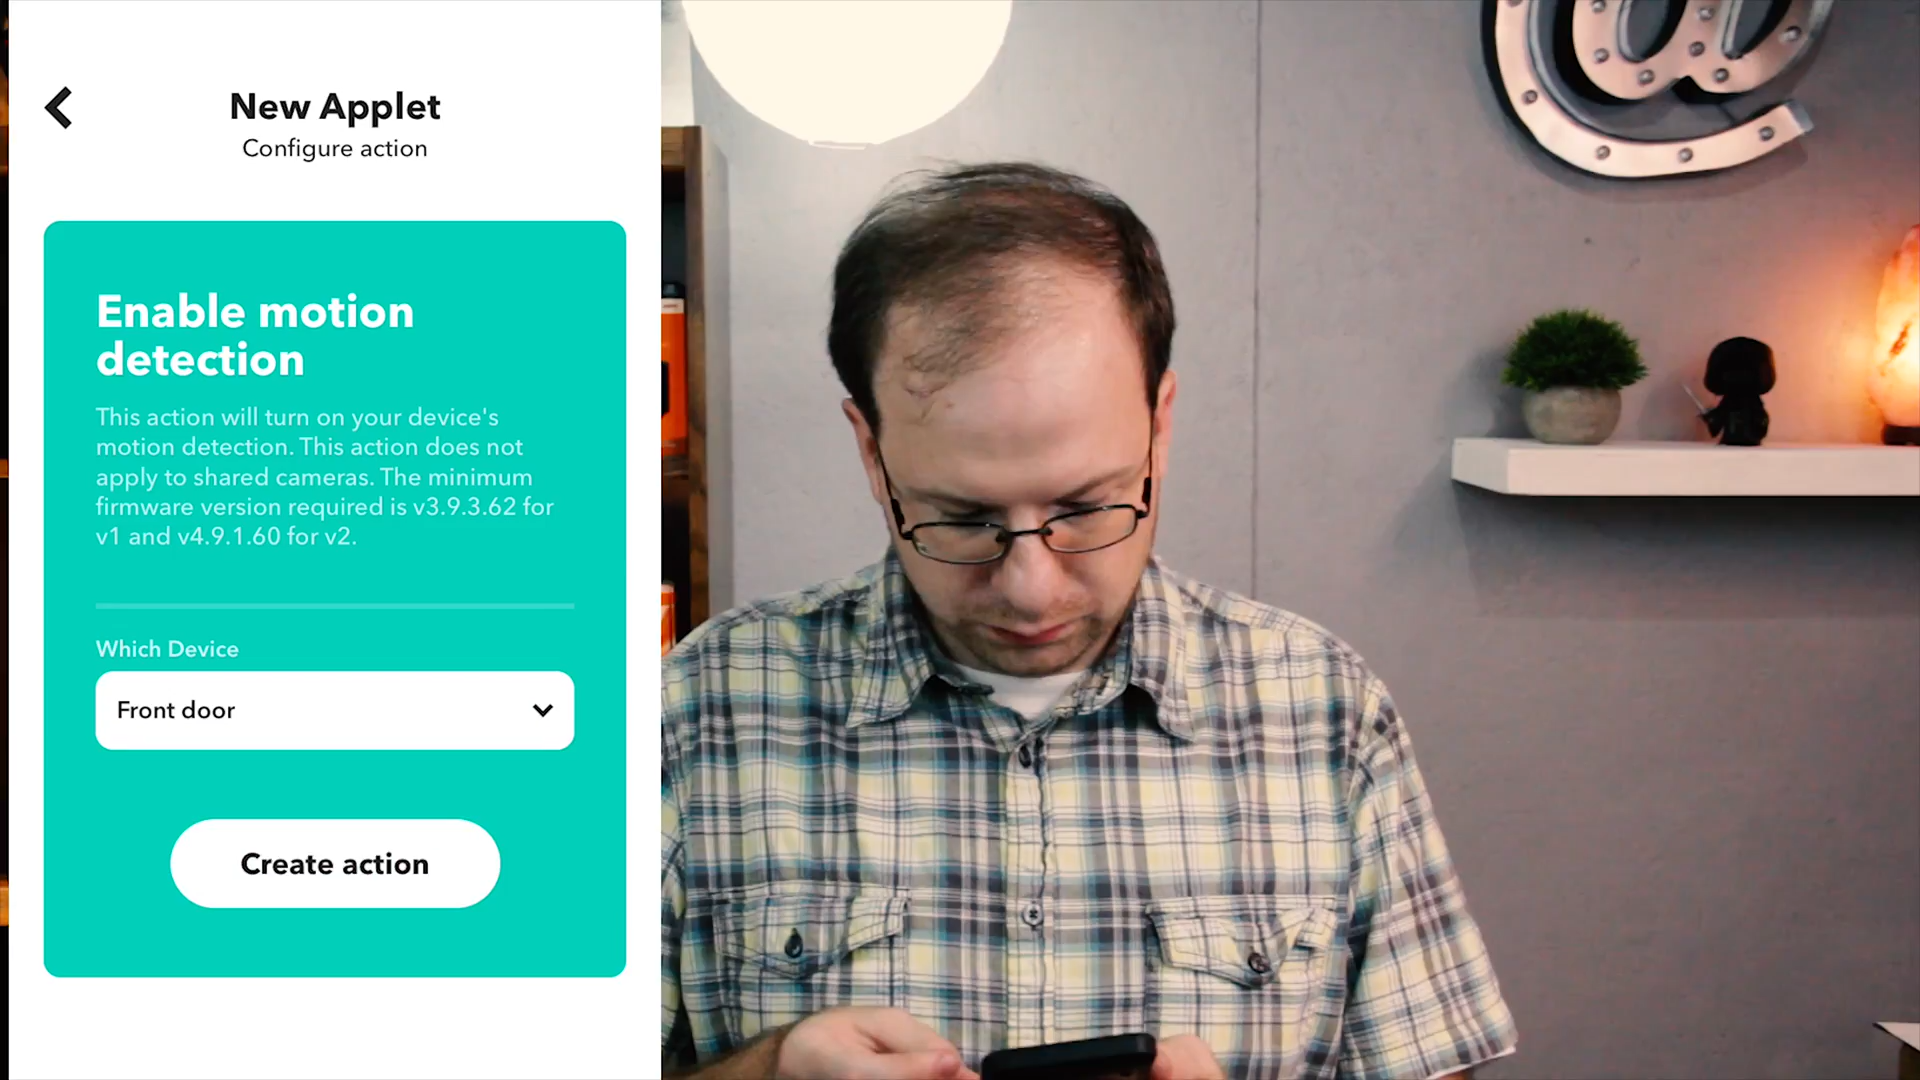 New Applet
Configure action
Enable motion
detection
This action will turn on your device's
motion detection. This action does not
apply to shared cameras. The minimum
firmware version required is v3.9.3.62 for
v1 and v4.9.1.60 for v2.
Which Device
Front door
Create action
@